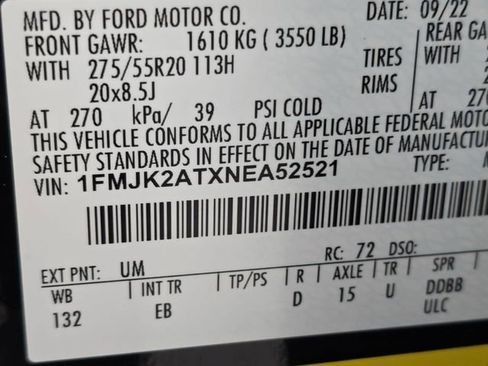 MFD. BY FORD MOTOR CO. DATE: 09/22
FRONT GAWR: 1610 KG ( 3550 LB) REAR GA
WITH 275/55R20 113H TIRES WITH
20x8.5J RIMS
AT 270 kPa/ 39 PSI COLD AT 270
THIS VEHICLE CONFORMS TO ALL APPLICABLE FEDERAL MOTO
SAFETY STANDARDS IN EFFECT ON THE DATE OF MANUFACTUR
VIN: 1FMJK2ATXNEA52521 TYPE:
RC: 72 DSO:
EXT PNT: UM
WB INT TR TP/PS R AXLE TR SPR
132 EB D 15 U DDBB
ULC